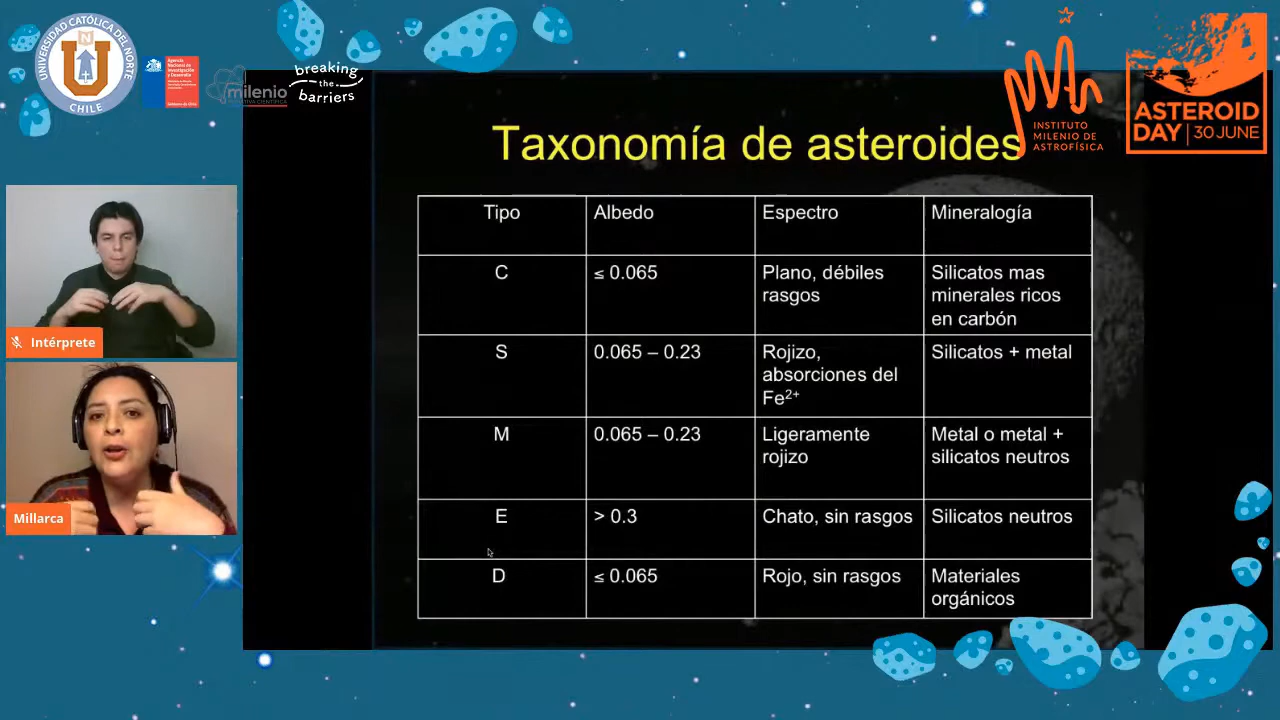 UNIVERSIDAD CATÓLICA DEL NORTE
N
CHILE
milenio
breaking
the
barriers
INSTITUTO
MILENIO DE
ASTROFÍSICA
ASTEROID
DAY | 30 JUNE
Intérprete
Millarca
Taxonomía de asteroides
Tipo
Albedo
Espectro
Mineralogía
C
≤ 0.065
Plano, débiles
rasgos
Silicatos mas
minerales ricos
en carbón
S
0.065 – 0.23
Rojizo,
absorciones del
Fe²⁺
Silicatos + metal
M
0.065 – 0.23
Ligeramente
rojizo
Metal o metal +
silicatos neutros
E
> 0.3
Chato, sin rasgos
Silicatos neutros
D
≤ 0.065
Rojo, sin rasgos
Materiales
orgánicos